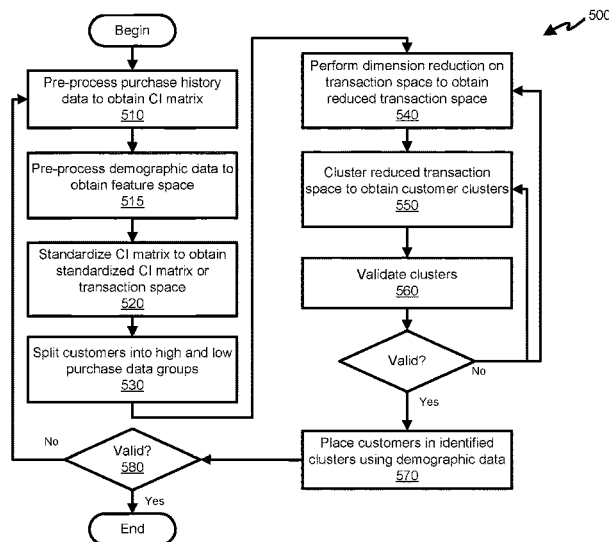 500
Begin
Pre-process purchase history
data to obtain CI matrix
510
Pre-process demographic data to
obtain feature space
515
Standardize CI matrix to obtain
standardized CI matrix or
transaction space
520
Split customers into high and low
purchase data groups
530
Perform dimension reduction on
transaction space to obtain
reduced transaction space
540
Cluster reduced transaction
space to obtain customer clusters
550
Validate clusters
560
Valid?
No
Yes
Place customers in identified
clusters using demographic data
570
Valid?
580
No
Yes
End